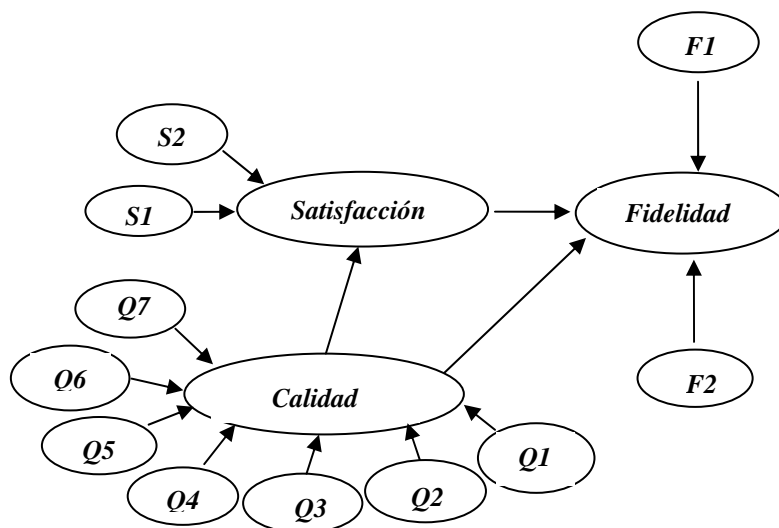 F1
S2
S1
Satisfacción
Fidelidad
Q7
Q6
Calidad
F2
Q5
Q1
Q4
Q3
Q2